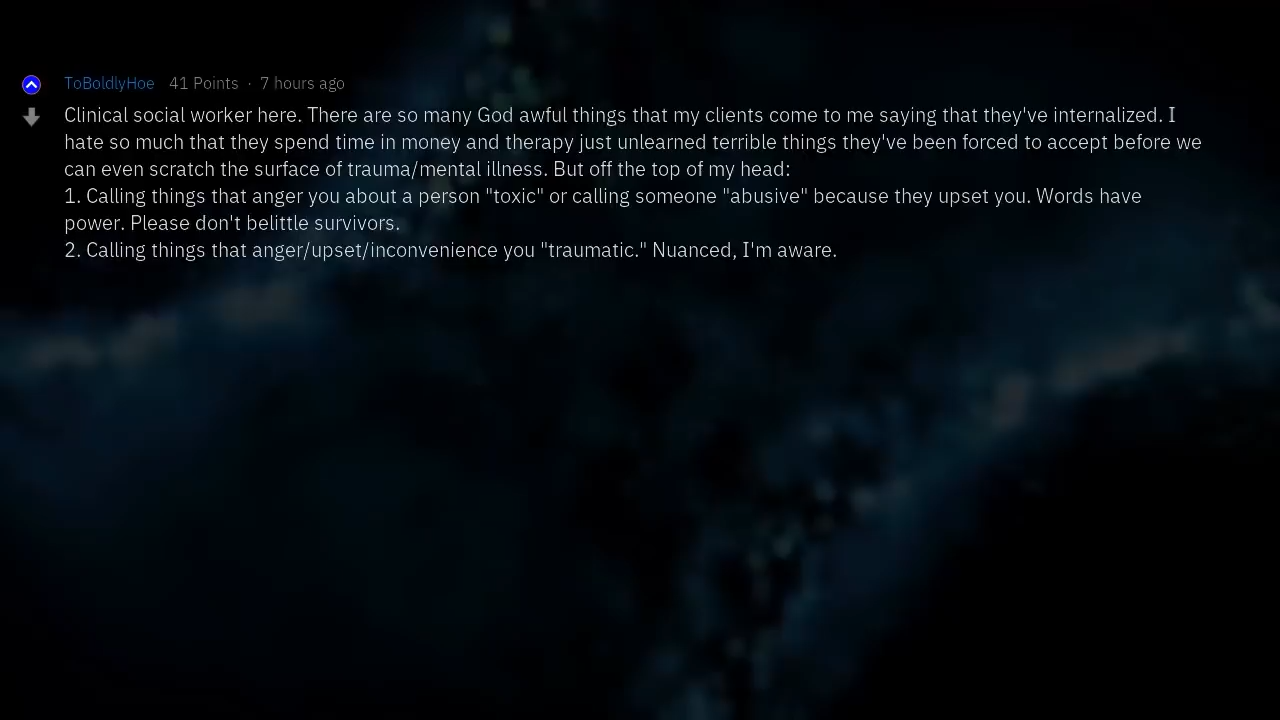 ToBoldlyHoe 41 Points · 7 hours ago
Clinical social worker here. There are so many God awful things that my clients come to me saying that they've internalized. I
hate so much that they spend time in money and therapy just unlearned terrible things they've been forced to accept before we
can even scratch the surface of trauma/mental illness. But off the top of my head:
1. Calling things that anger you about a person "toxic" or calling someone "abusive" because they upset you. Words have
power. Please don't belittle survivors.
2. Calling things that anger/upset/inconvenience you "traumatic." Nuanced, I'm aware.